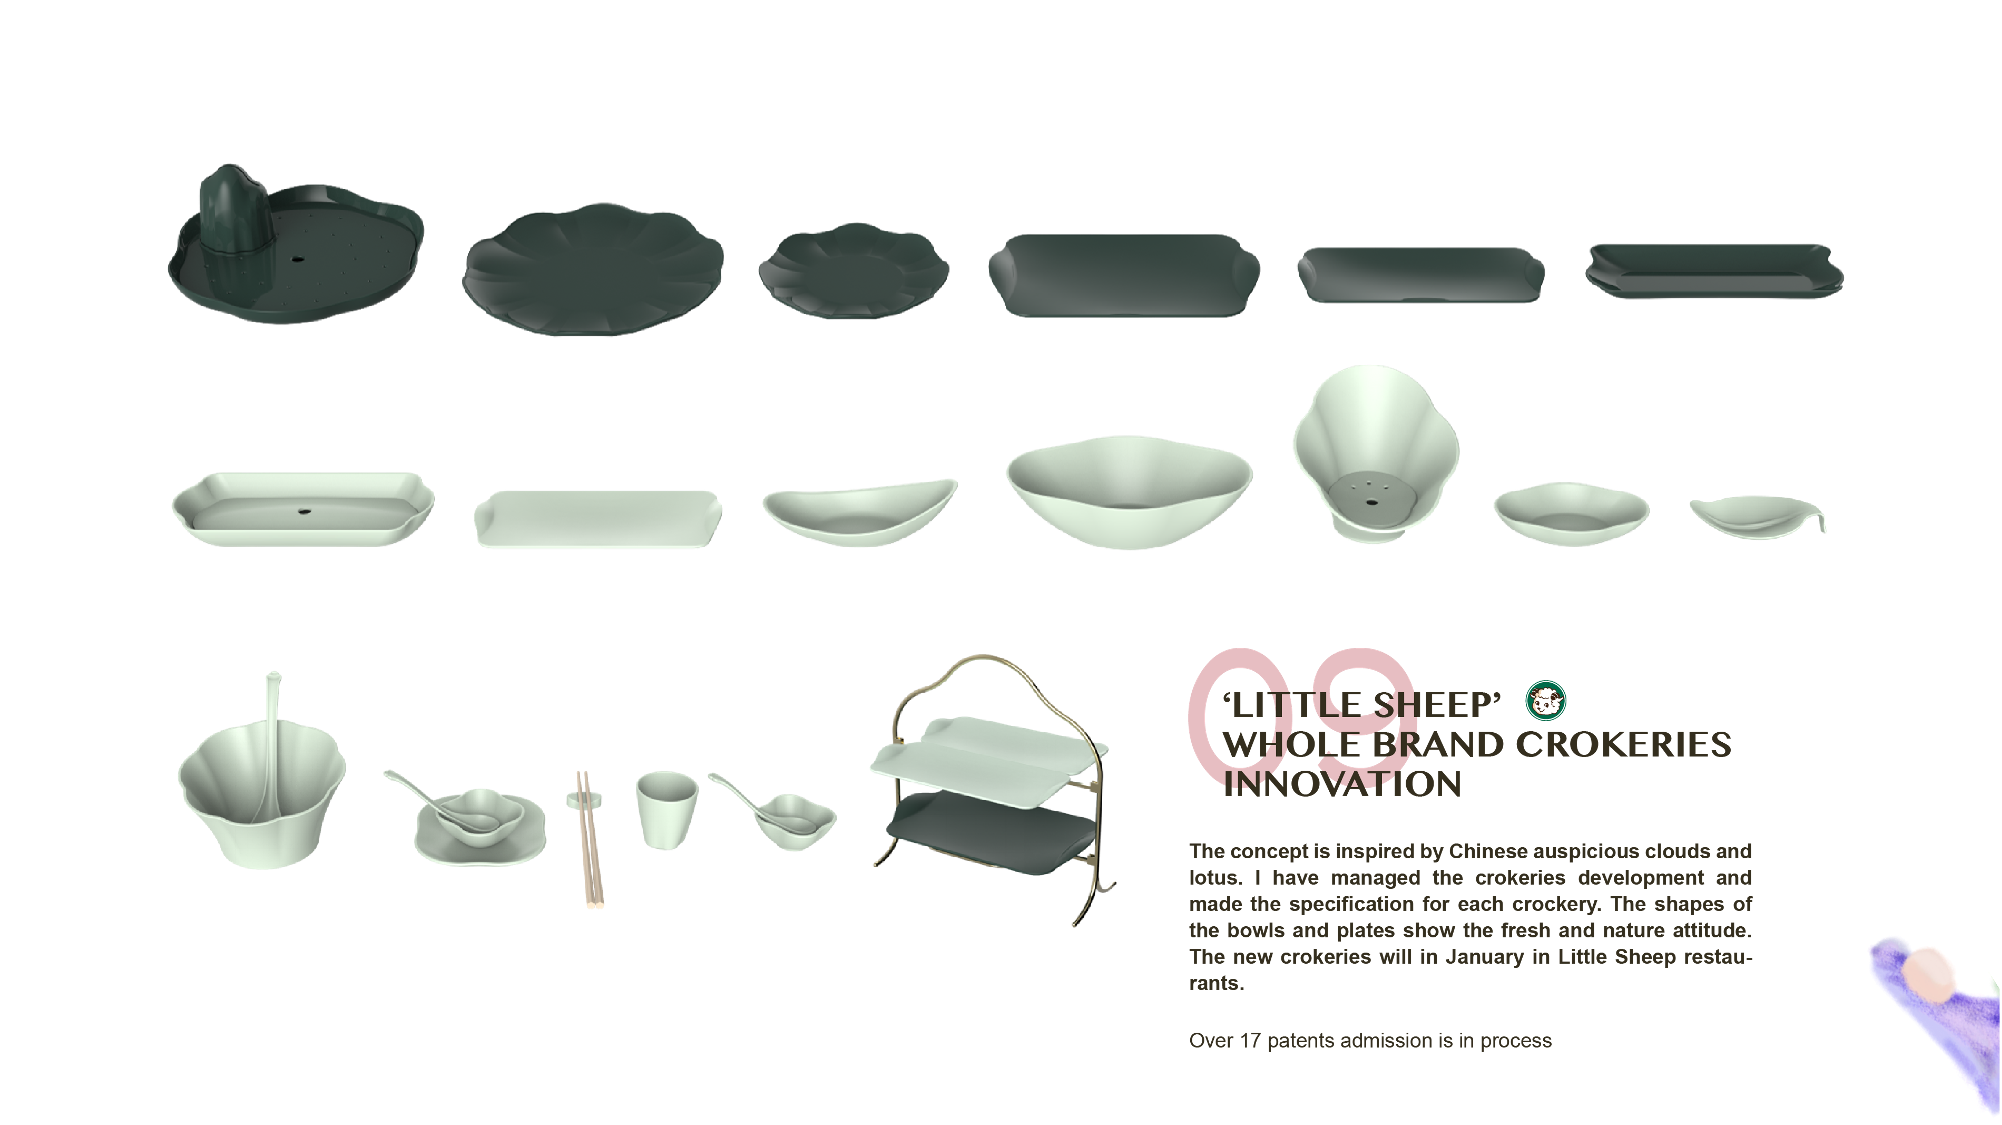 09
‘LITTLE SHEEP’
WHOLE BRAND CROKERIES
INNOVATION
The concept is inspired by Chinese auspicious clouds and
lotus. I have managed the crokeries development and
made the specification for each crockery. The shapes of
the bowls and plates show the fresh and nature attitude.
The new crokeries will in January in Little Sheep restau-
rants.
Over 17 patents admission is in process